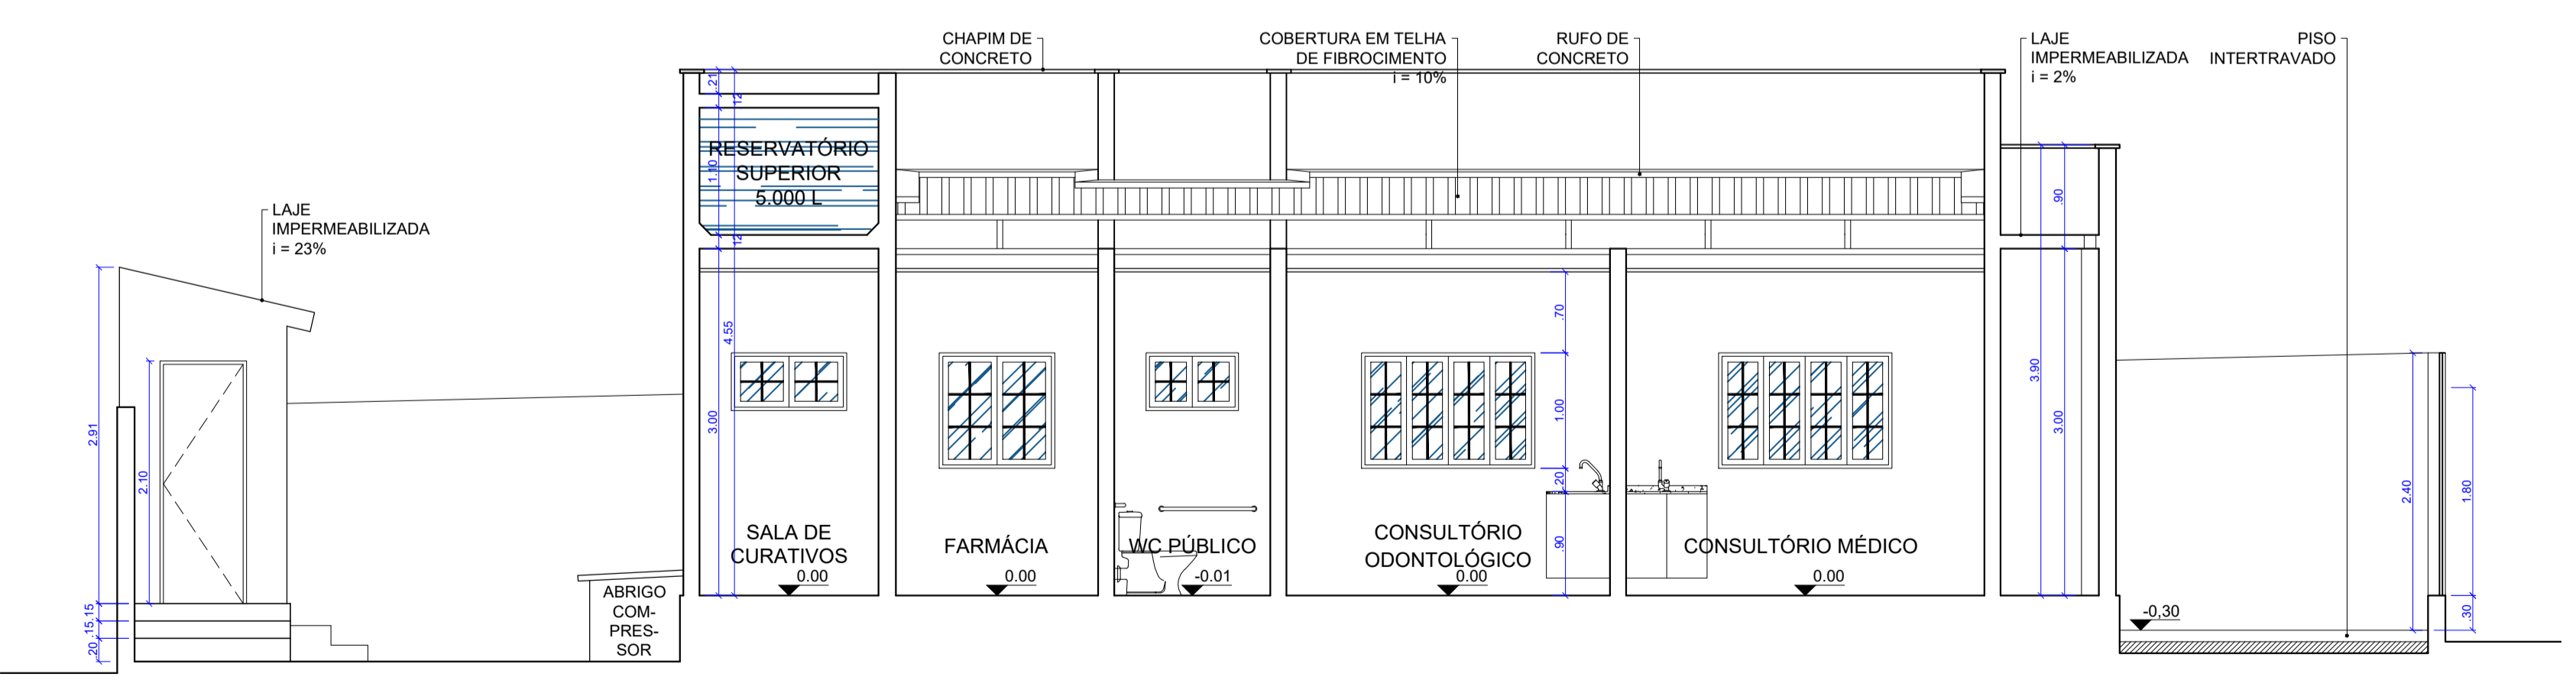 CHAPIM DE
CONCRETO
COBERTURA EM TELHA
DE FIBROCIMENTO
i = 10%
RUFO DE
CONCRETO
LAJE
IMPERMEABILIZADA
i = 2%
PISO
INTERTRAVADO
.21
12
RESERVATÓRIO
SUPERIOR
5.000 L
1.10
12
.90
LAJE
IMPERMEABILIZADA
i = 23%
4.55
3.00
.70
1.00
.20
.90
3.90
3.00
2.91
2.10
.15
.15
.20
2.40
1.80
.30
SALA DE
CURATIVOS
0.00
FARMÁCIA
0.00
WC PÚBLICO
-0.01
CONSULTÓRIO
ODONTOLÓGICO
0.00
CONSULTÓRIO MÉDICO
0.00
ABRIGO
COM-
PRES-
SOR
-0,30